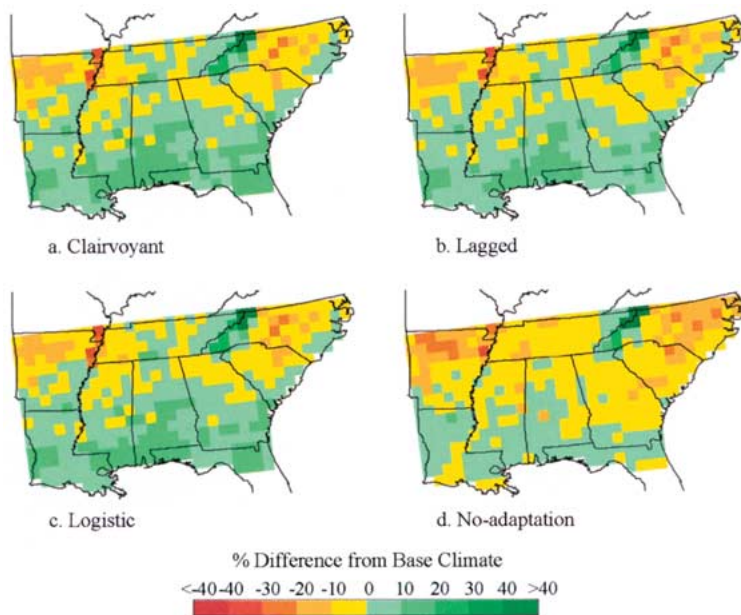 a. Clairvoyant
b. Lagged
c. Logistic
d. No-adaptation
% Difference from Base Climate
<-40 -40 -30 -20 -10 0 10 20 30 40 >40